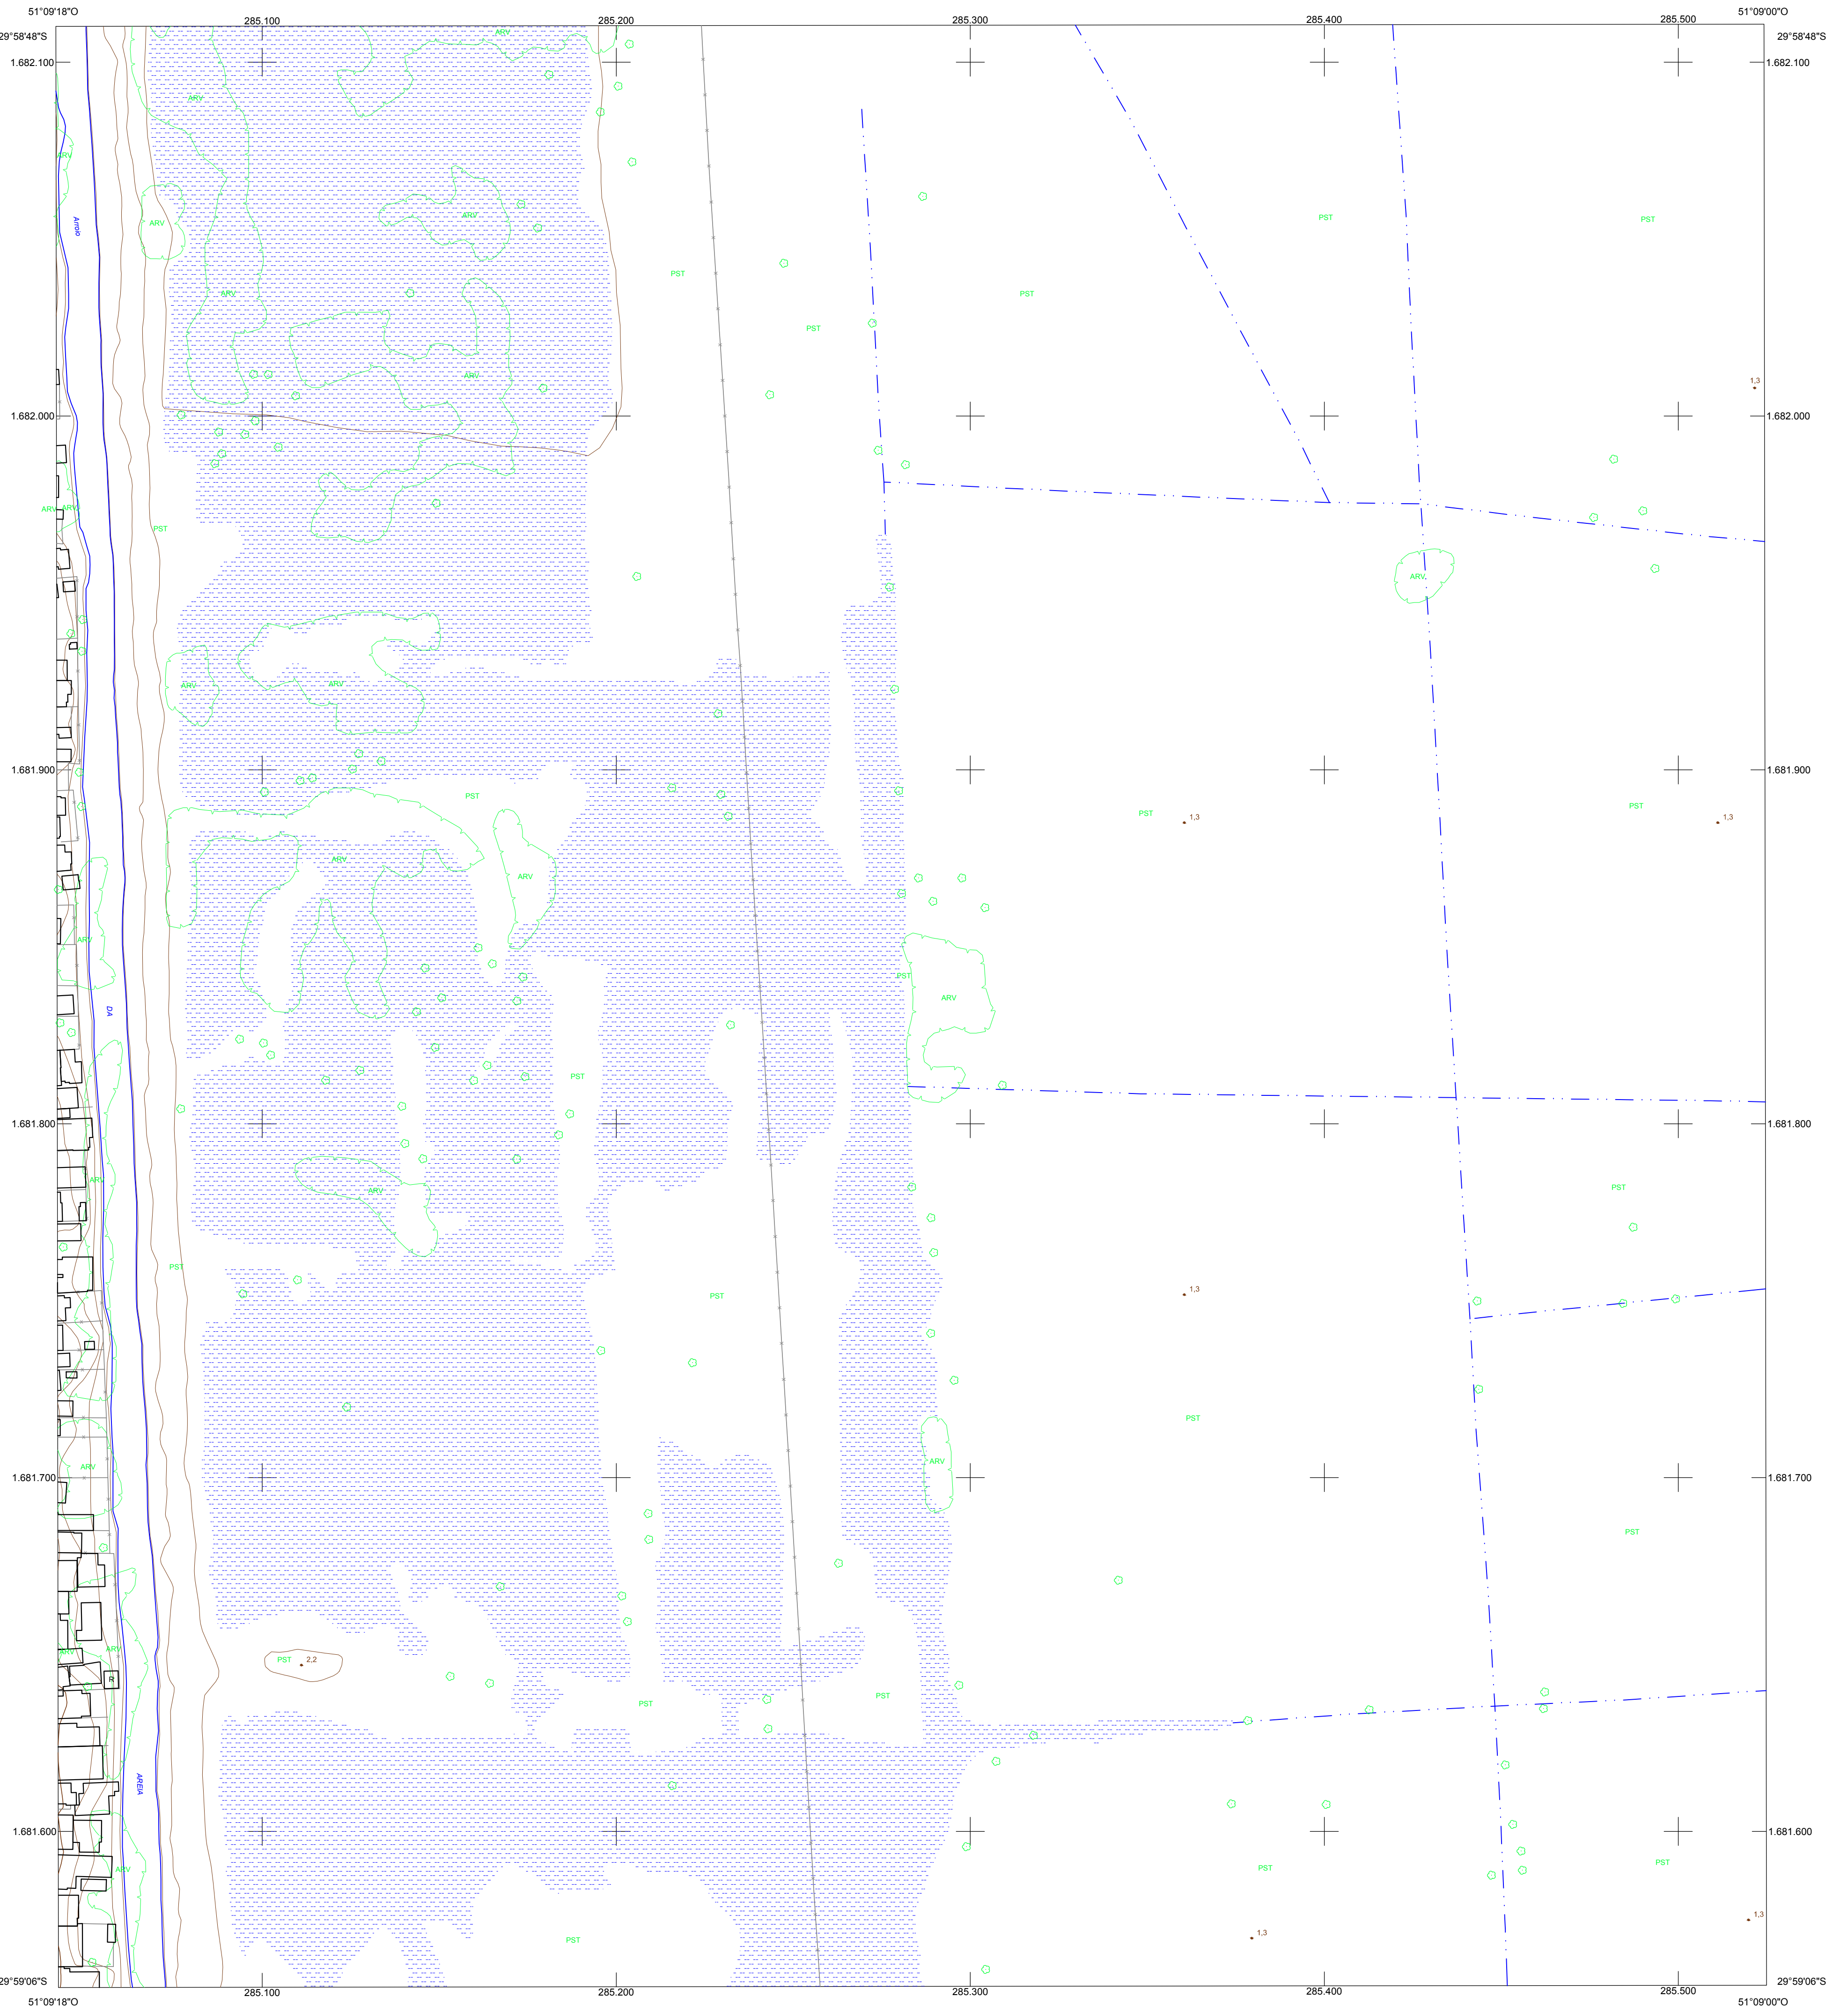 51°09'18"O
285.100
285.200
285.300
285.400
285.500
51°09'00"O
29°58'48"S
29°58'48"S
1.682.100
1.682.100
ARV
ARV
ARV
ARV
ARV
PST
PST
Arroio
PST
ARV
PST
PST
ARV
ARV
1,3
1.682.000
1.682.000
ARV
ARV
PST
ARV
ARV
ARV
1.681.900
1.681.900
PST
PST
PST
1,3
1,3
ARV
ARV
ARV
PST
ARV
DA
PST
1.681.800
1.681.800
ARV
ARV
PST
PST
PST
1,3
PST
ARV
ARV
1.681.700
1.681.700
PST
ARV
ARV
PST
2,2
R
PST
PST
AREIA
1.681.600
1.681.600
ARV
PST
PST
PST
1,3
1,3
29°59'06"S
29°59'06"S
51°09'18"O
285.100
285.200
285.300
285.400
285.500
51°09'00"O